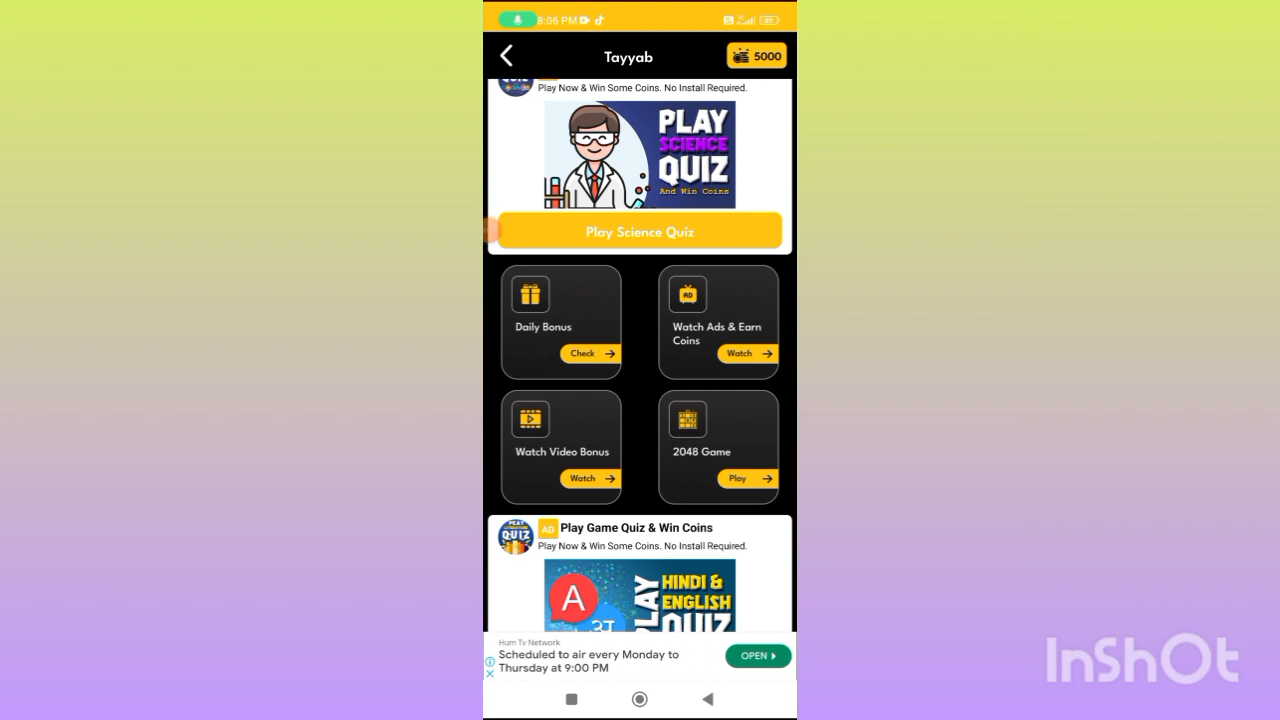 8:06 PM
Tayyab
5000
Play Now & Win Some Coins. No Install Required.
PLAY
SCIENCE
QUIZ
And Win Coins
Play Science Quiz
Daily Bonus
Check
AD
Watch Ads & Earn
Coins
Watch
Watch Video Bonus
Watch
2048 Game
Play
QUIZ
AD Play Game Quiz & Win Coins
Play Now & Win Some Coins. No Install Required.
A
PLAY
HINDI &
ENGLISH
QUIZ
Hum Tv Network
Scheduled to air every Monday to
Thursday at 9:00 PM
OPEN
InShOt